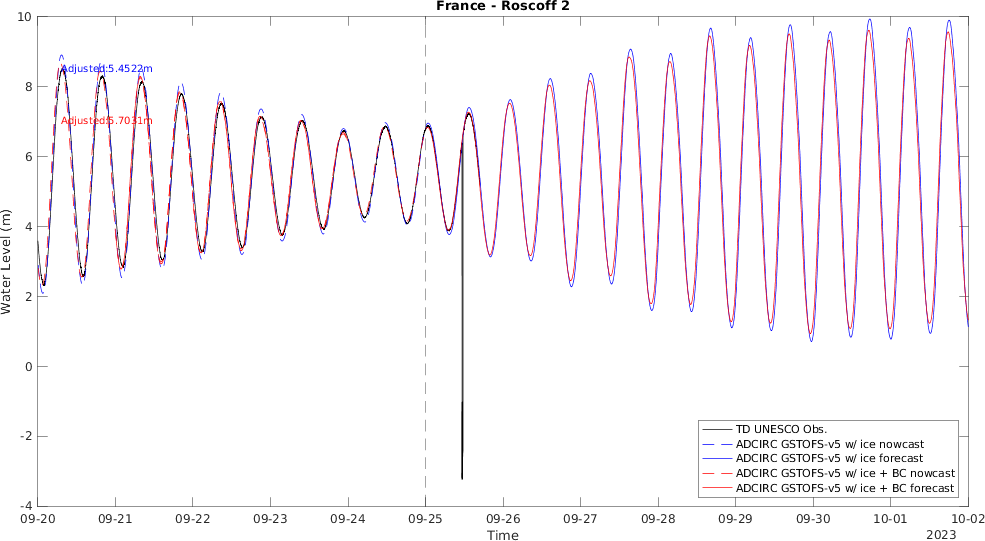 France - Roscoff 2
10
8
6
4
2
0
-2
-4
Water Level (m)
Adjusted:5.4522m
Adjusted:5.7031m
TD UNESCO Obs.
ADCIRC GSTOFS-v5 w/ ice nowcast
ADCIRC GSTOFS-v5 w/ ice forecast
ADCIRC GSTOFS-v5 w/ ice + BC nowcast
ADCIRC GSTOFS-v5 w/ ice + BC forecast
09-20 09-21 09-22 09-23 09-24 09-25 09-26 09-27 09-28 09-29 09-30 10-01 10-02
Time
2023